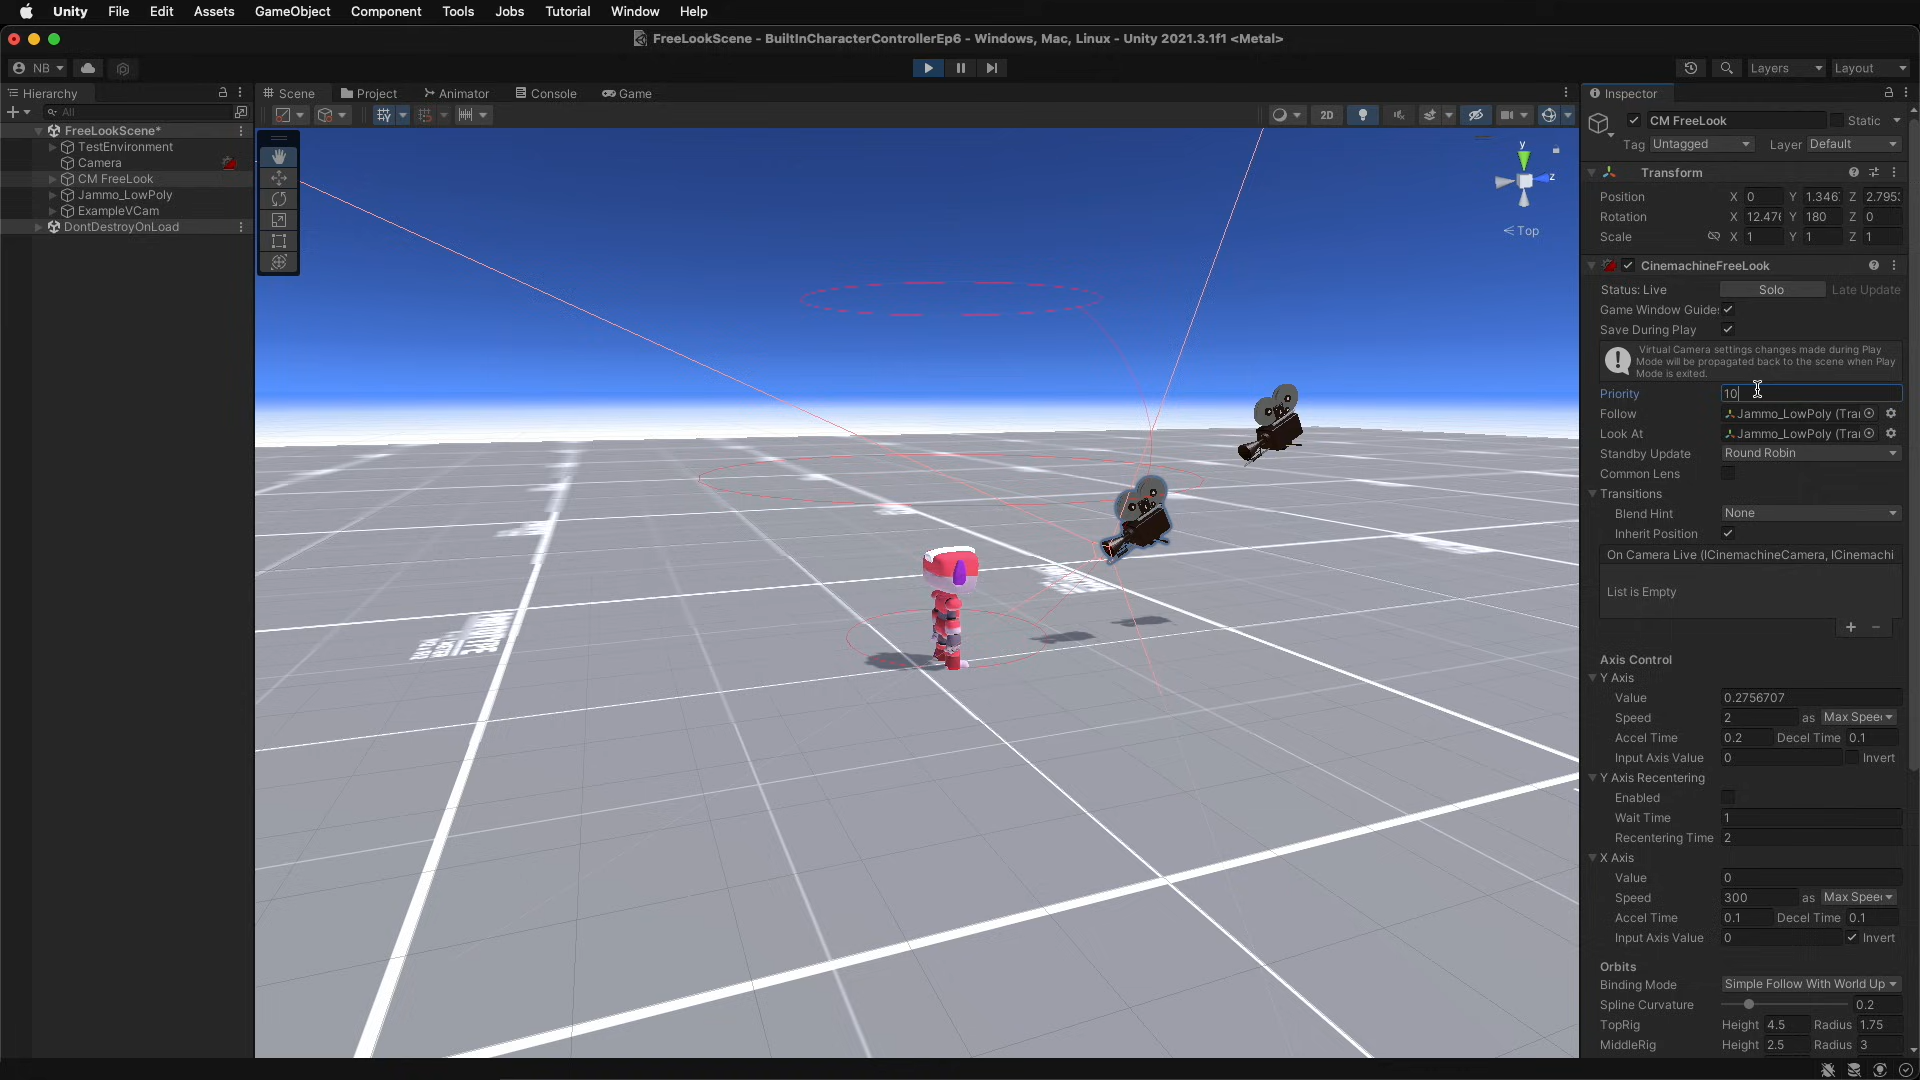 Unity File Edit Assets GameObject Component Tools Jobs Tutorial Window Help
FreeLookScene - BuiltInCharacterControllerEp6 - Windows, Mac, Linux - Unity 2021.3.1f1 <Metal>
NB Layers Layout
Hierarchy
All
FreeLookScene*
TestEnvironment
Camera
CM FreeLook
Jammo_LowPoly
ExampleVCam
DontDestroyOnLoad
Scene Project Animator Console Game
2D
y
z
Top
Inspector
CM FreeLook Static
Tag Untagged Layer Default
Transform
Position X 0 Y 1.346 Z 2.795
Rotation X 12.476 Y 180 Z 0
Scale X 1 Y 1 Z 1
CinemachineFreeLook
Status: Live Solo Late Update
Game Window Guides
Save During Play
Virtual Camera settings changes made during Play
Mode will be propagated back to the scene when Play
Mode is exited.
Priority 10
Follow Jammo_LowPoly (Tra
Look At Jammo_LowPoly (Tra
Standby Update Round Robin
Common Lens
Transitions
Blend Hint None
Inherit Position
On Camera Live (ICinemachineCamera, ICinemachi
List is Empty
Axis Control
Y Axis
Value 0.2756707
Speed 2 as Max Speed
Accel Time 0.2 Decel Time 0.1
Input Axis Value 0 Invert
Y Axis Recentering
Enabled
Wait Time 1
Recentering Time 2
X Axis
Value 0
Speed 300 as Max Speed
Accel Time 0.1 Decel Time 0.1
Input Axis Value 0 Invert
Orbits
Binding Mode Simple Follow With World Up
Spline Curvature 0.2
TopRig Height 4.5 Radius 1.75
MiddleRig Height 2.5 Radius 3